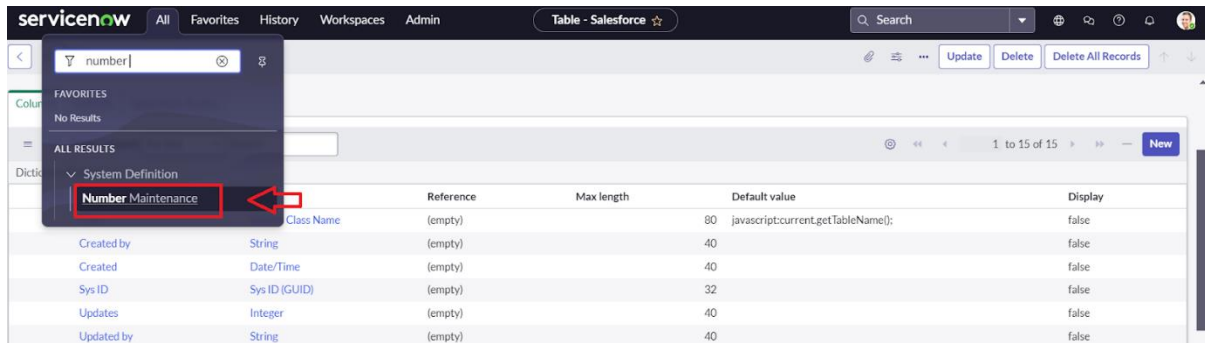 servicenow All Favorites History Workspaces Admin Table - Salesforce Search
number Update Delete Delete All Records
FAVORITES
No Results
ALL RESULTS 1 to 15 of 15 New
System Definition
Number Maintenance Reference Max length Default value Display
Class Name (empty) 80 javascript:current.getTableName(); false
Created by String (empty) 40 false
Created Date/Time (empty) 40 false
Sys ID Sys ID (GUID) (empty) 32 false
Updates Integer (empty) 40 false
Updated by String (empty) 40 false